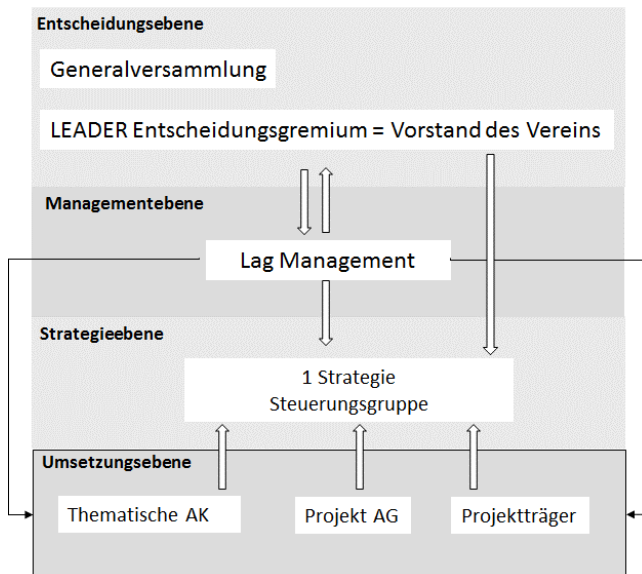 Entscheidungsebene
Generalversammlung
LEADER Entscheidungsgremium = Vorstand des Vereins
Managementebene
Lag Management
Strategieebene
1 Strategie
Steuerungsgruppe
Umsetzungsebene
Thematische AK
Projekt AG
Projektträger